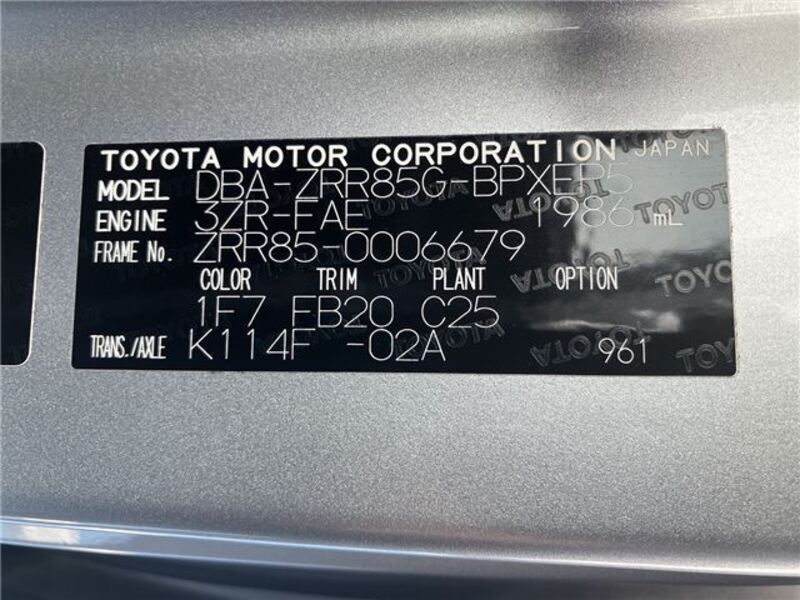 TOYOTA MOTOR CORPORATION JAPAN
MODEL DBA-ZRR85G-BPXEP5
ENGINE 3ZR-FAE 1986 mL
FRAME No. ZRR85-0006679
COLOR TRIM PLANT OPTION
1F7 FB20 C25
TRANS./AXLE K114F -02A 961